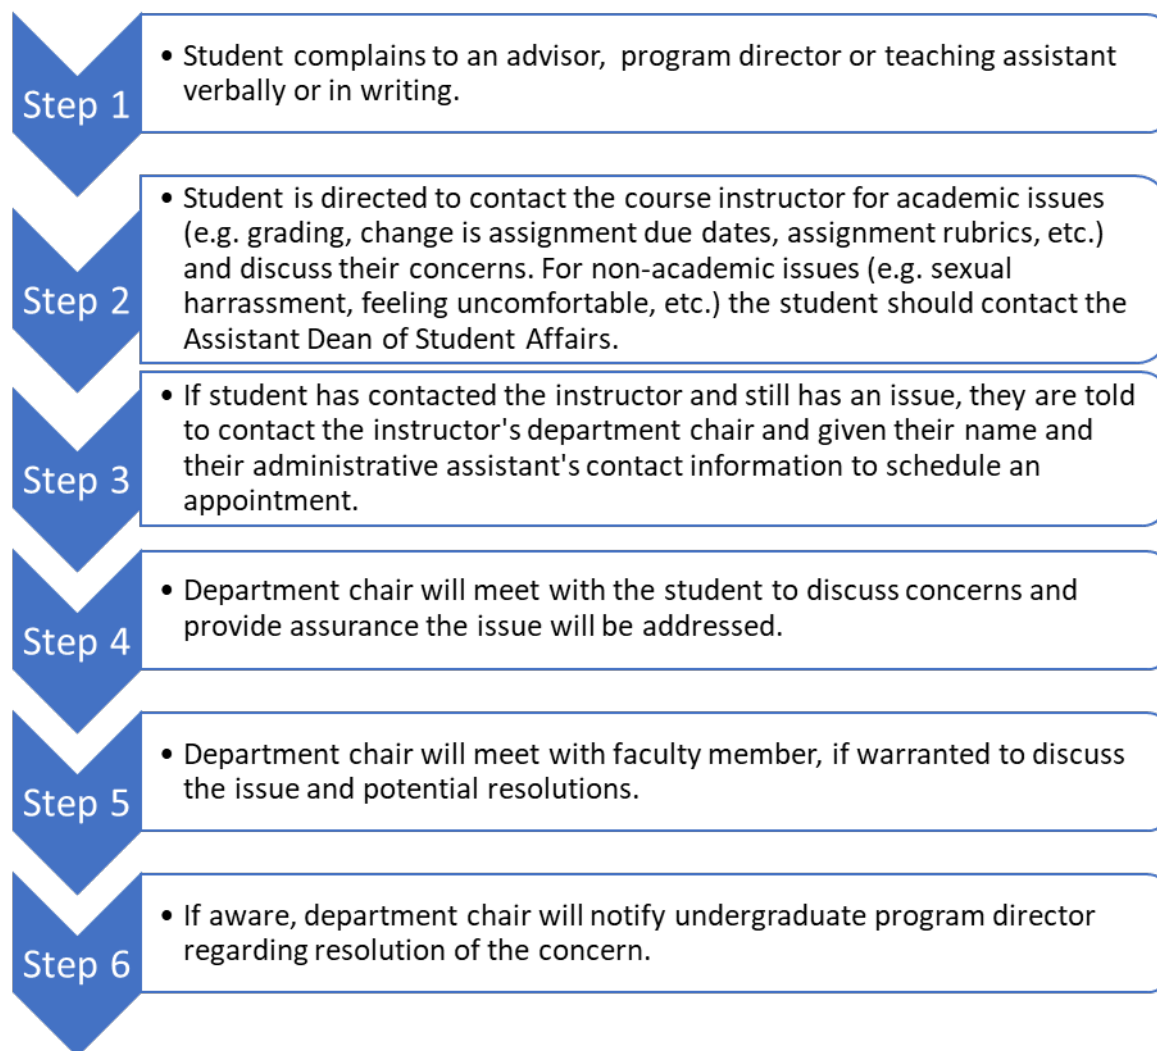 Step 1
• Student complains to an advisor, program director or teaching assistant
verbally or in writing.
Step 2
• Student is directed to contact the course instructor for academic issues
(e.g. grading, change is assignment due dates, assignment rubrics, etc.)
and discuss their concerns. For non-academic issues (e.g. sexual
harrassment, feeling uncomfortable, etc.) the student should contact the
Assistant Dean of Student Affairs.
Step 3
• If student has contacted the instructor and still has an issue, they are told
to contact the instructor's department chair and given their name and
their administrative assistant's contact information to schedule an
appointment.
Step 4
• Department chair will meet with the student to discuss concerns and
provide assurance the issue will be addressed.
Step 5
• Department chair will meet with faculty member, if warranted to discuss
the issue and potential resolutions.
Step 6
• If aware, department chair will notify undergraduate program director
regarding resolution of the concern.